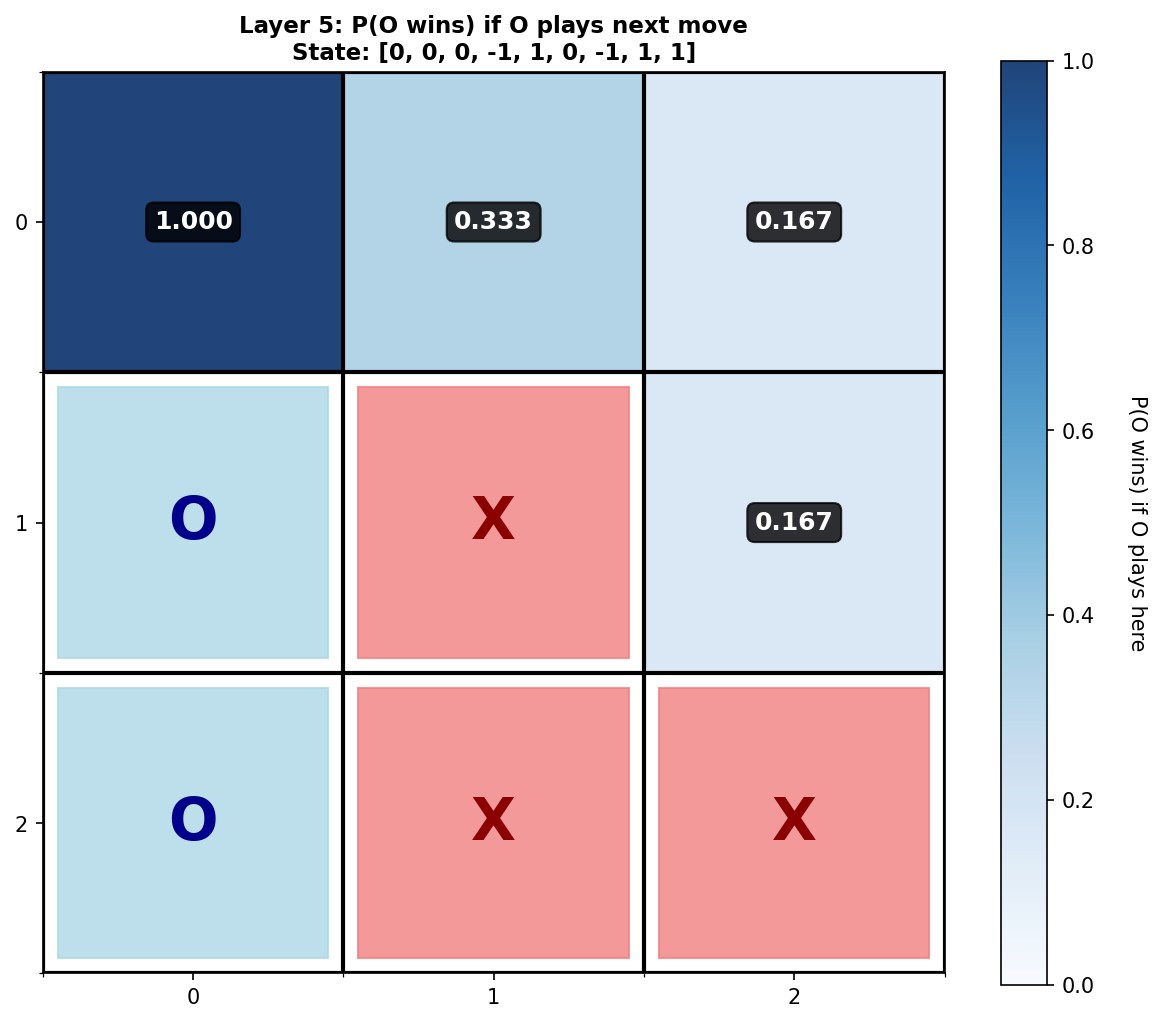 Layer 5: P(O wins) if O plays next move
State: [0, 0, 0, -1, 1, 0, -1, 1, 1]
1.0
0 1.000 0.333 0.167
0.8
0.6
1 O X 0.167
P(O wins) if O plays here
0.4
2 O X X
0.2
0.0
0 1 2